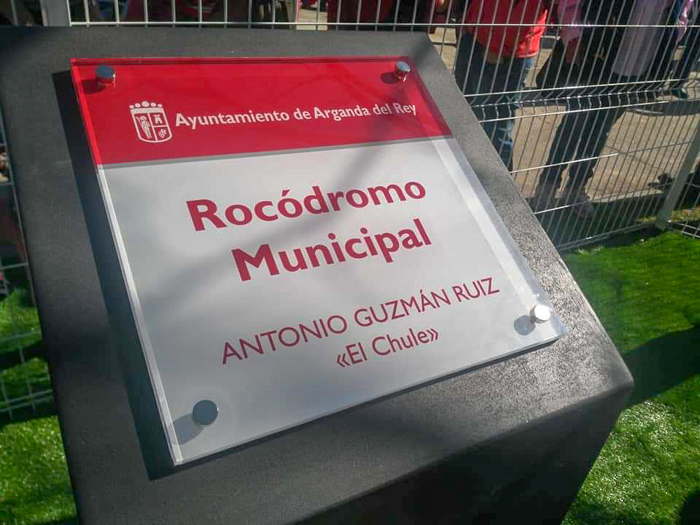 Ayuntamiento de Arganda del Rey
Rocódromo
Municipal
ANTONIO GUZMÁN RUIZ
«El Chule»